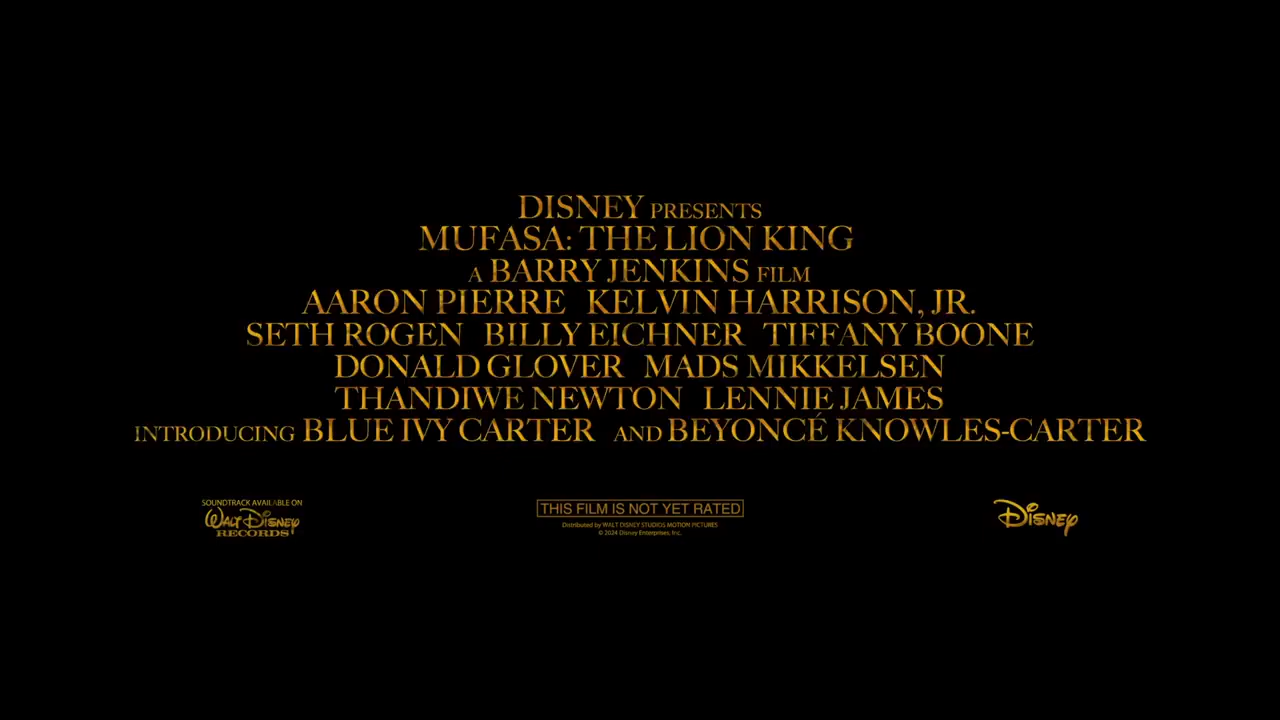 DISNEY PRESENTS
MUFASA: THE LION KING
A BARRY JENKINS FILM
AARON PIERRE KELVIN HARRISON, JR.
SETH ROGEN BILLY EICHNER TIFFANY BOONE
DONALD GLOVER MADS MIKKELSEN
THANDIWE NEWTON LENNIE JAMES
INTRODUCING BLUE IVY CARTER AND BEYONCÉ KNOWLES-CARTER
SOUNDTRACK AVAILABLE ON
WALT DISNEY
RECORDS
THIS FILM IS NOT YET RATED
Distributed by WALT DISNEY STUDIOS MOTION PICTURES
© 2024 Disney Enterprises, Inc.
DISNEY